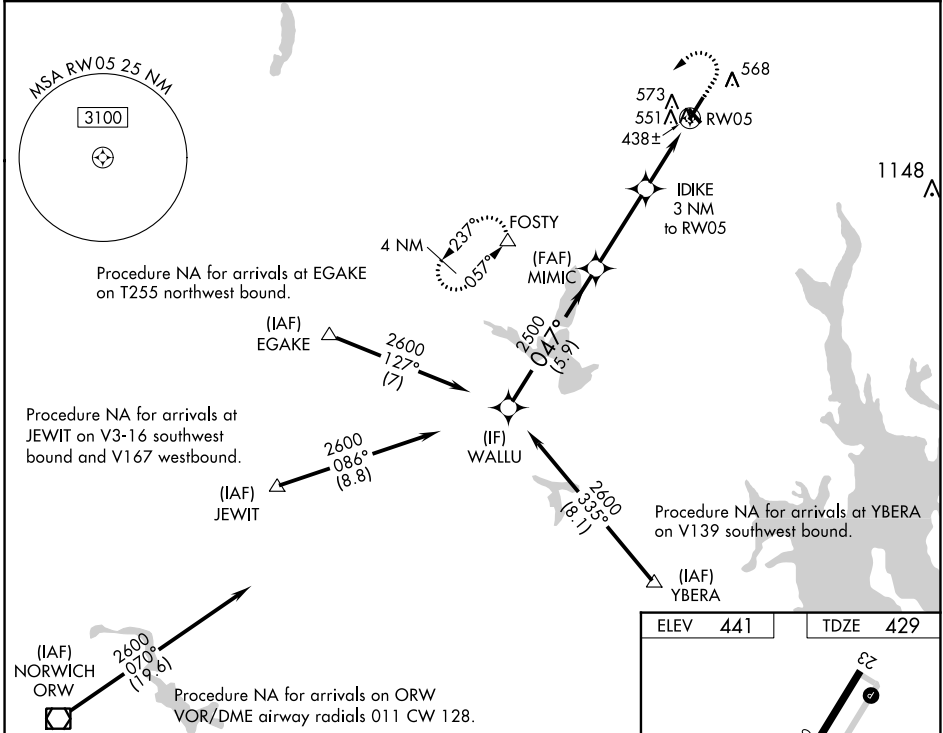 MSA RW05 25 NM
3100
568
573
551
RW05
438±
1148
IDIKE
3 NM
to RW05
FOSTY
4 NM
237°
057°
(FAF)
MIMIC
Procedure NA for arrivals at EGAKE
on T255 northwest bound.
(IAF)
EGAKE
2600
127°
(7)
2500
047°
(5.9)
Procedure NA for arrivals at
JEWIT on V3-16 southwest
bound and V167 westbound.
(IF)
WALLU
2600
086°
(8.8)
(IAF)
JEWIT
2600
335°
(8.1)
Procedure NA for arrivals at YBERA
on V139 southwest bound.
(IAF)
YBERA
ELEV 441
TDZE 429
23
P
(IAF)
NORWICH
ORW
2600
070°
(19.6)
Procedure NA for arrivals on ORW
VOR/DME airway radials 011 CW 128.